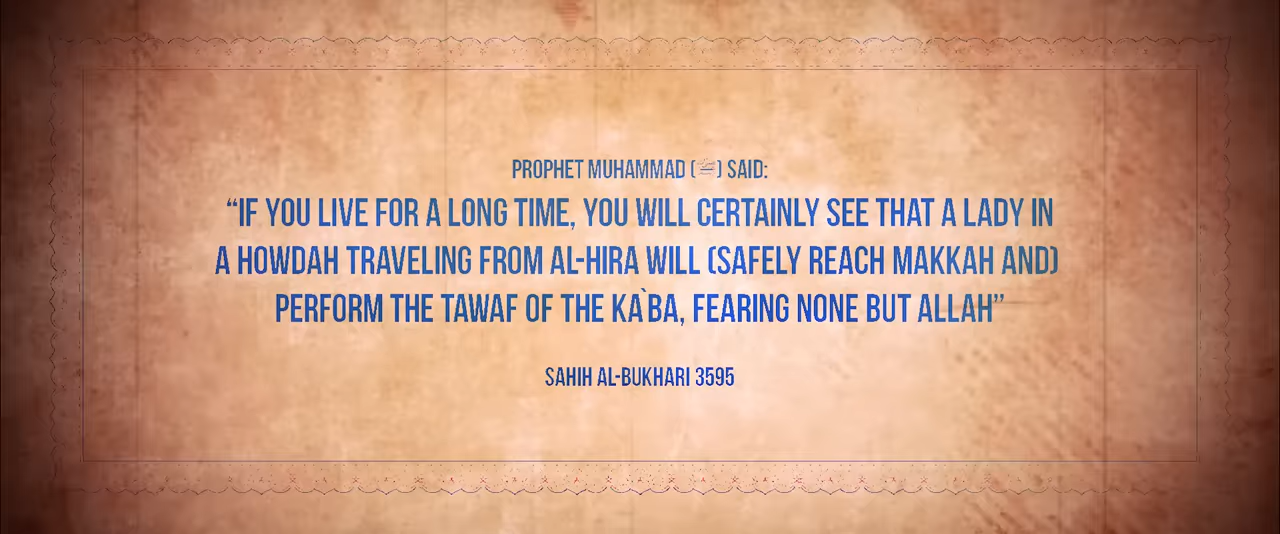 PROPHET MUHAMMAD (ﷺ) SAID:
“IF YOU LIVE FOR A LONG TIME, YOU WILL CERTAINLY SEE THAT A LADY IN
A HOWDAH TRAVELING FROM AL-HIRA WILL (SAFELY REACH MAKKAH AND)
PERFORM THE TAWAF OF THE KA`BA, FEARING NONE BUT ALLAH”
SAHIH AL-BUKHARI 3595